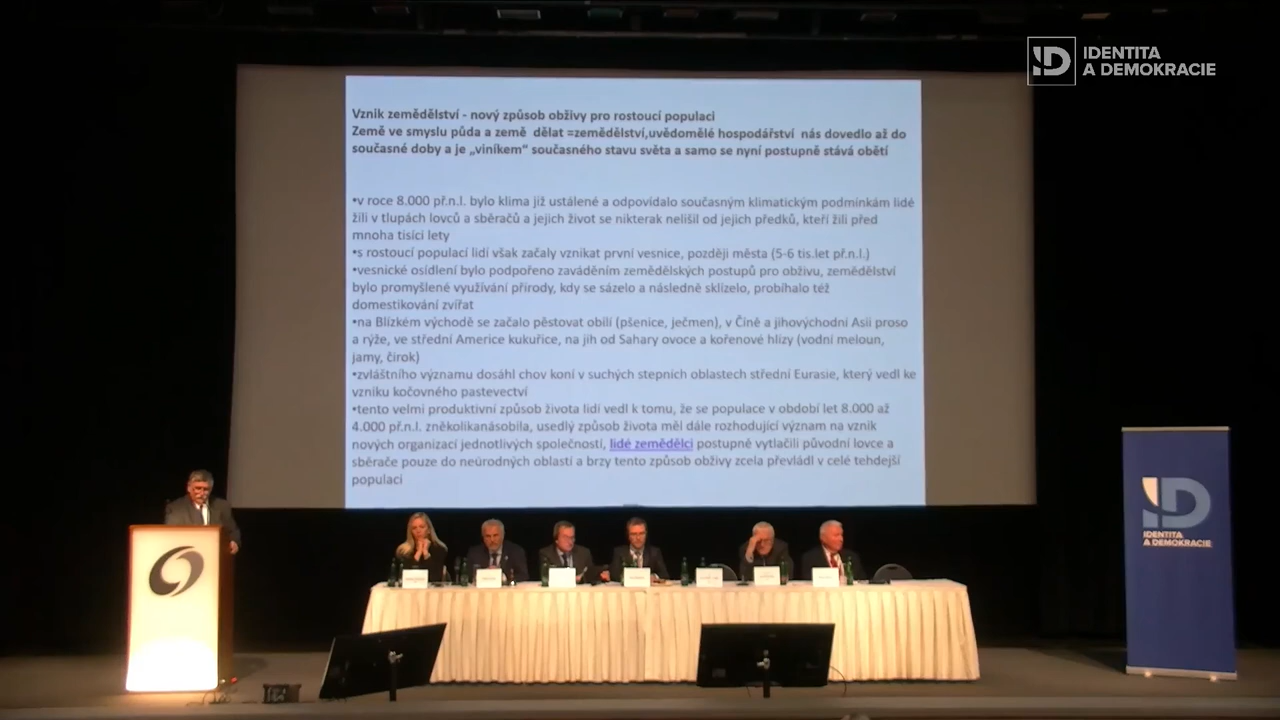 IDENTITA
A DEMOKRACIE
Vznik zemědělství - nový způsob obživy pro rostoucí populaci
Země ve smyslu půda a země dělat =zemědělství,uvědomělé hospodářství nás dovedlo až do
současné doby a je „viníkem“ současného stavu světa a samo se nyní postupně stává obětí
•v roce 8.000 př.n.l. bylo klima již ustálené a odpovídalo současným klimatickým podmínkám lidé
žili v tlupách lovců a sběračů a jejich život se nikterak nelišil od jejich předků, kteří žili před
mnoha tisíci lety
•s rostoucí populací lidí však začaly vznikat první vesnice, později města (5-6 tis.let př.n.l.)
•vesnické osídlení bylo podpořeno zaváděním zemědělských postupů pro obživu, zemědělství
bylo promyšlené využívání přírody, kdy se sázelo a následně sklízelo, probíhalo též
domestikování zvířat
•na Blízkém východě se začalo pěstovat obilí (pšenice, ječmen), v Číně a jihovýchodní Asii proso
a rýže, ve střední Americe kukuřice, na jih od Sahary ovoce a kořenové hlízy (vodní meloun,
jamy, čirok)
•zvláštního významu dosáhl chov koní v suchých stepních oblastech střední Eurasie, který vedl ke
vzniku kočovného pastevectví
•tento velmi produktivní způsob života lidí vedl k tomu, že se populace v období let 8.000 až
4.000 př.n.l. zněkolikanásobila, usedlý způsob života měl dále rozhodující význam na vznik
nových organizací jednotlivých společností, lidé zemědělci postupně vytlačili původní lovce a
sběrače pouze do neúrodných oblastí a brzy tento způsob obživy zcela převládl v celé tehdejší
populaci
ID
IDENTITA
A DEMOKRACIE